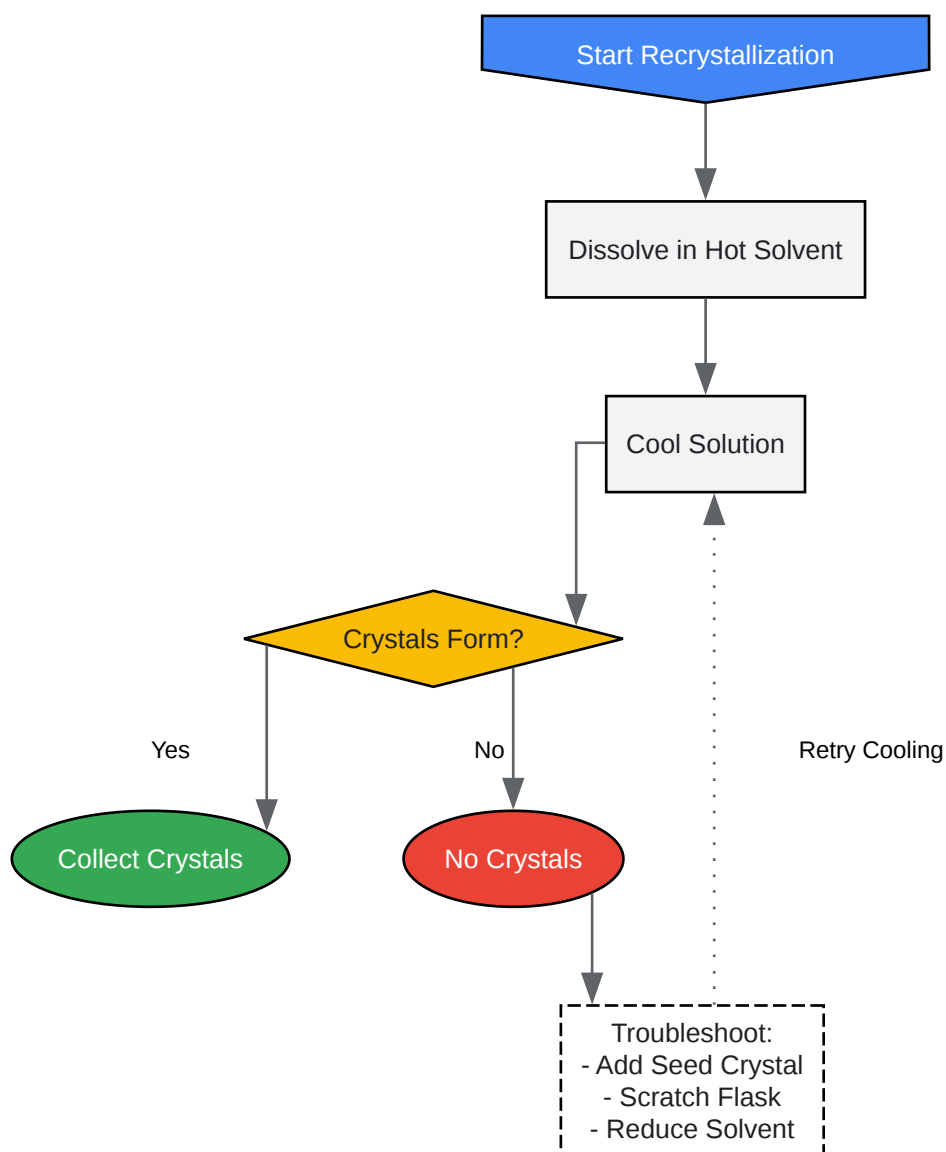 Start Recrystallization
Dissolve in Hot Solvent
Cool Solution
Crystals Form?
Yes
No
Retry Cooling
Collect Crystals
No Crystals
Troubleshoot:
- Add Seed Crystal
- Scratch Flask
- Reduce Solvent